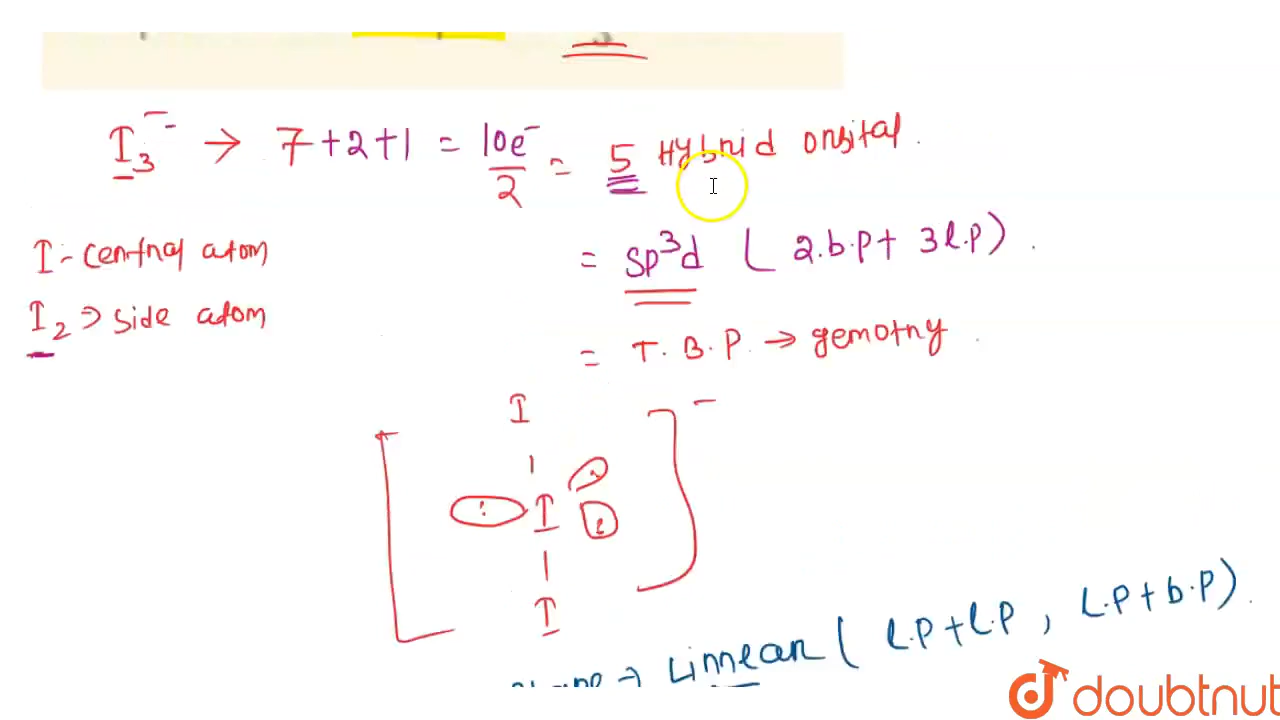 I₃⁻ → 7+2+1 = 10e⁻/2 = 5 Hybrid orbital.
I - Central atom
= sp³d ( 2.b.p + 3l.p) .
I₂ ⇒ side atom
= T. B. P. → gemotry .
I
I
I
−
→ Linnear ( l.p+l.p , l.p+b.p) .
doubtnut